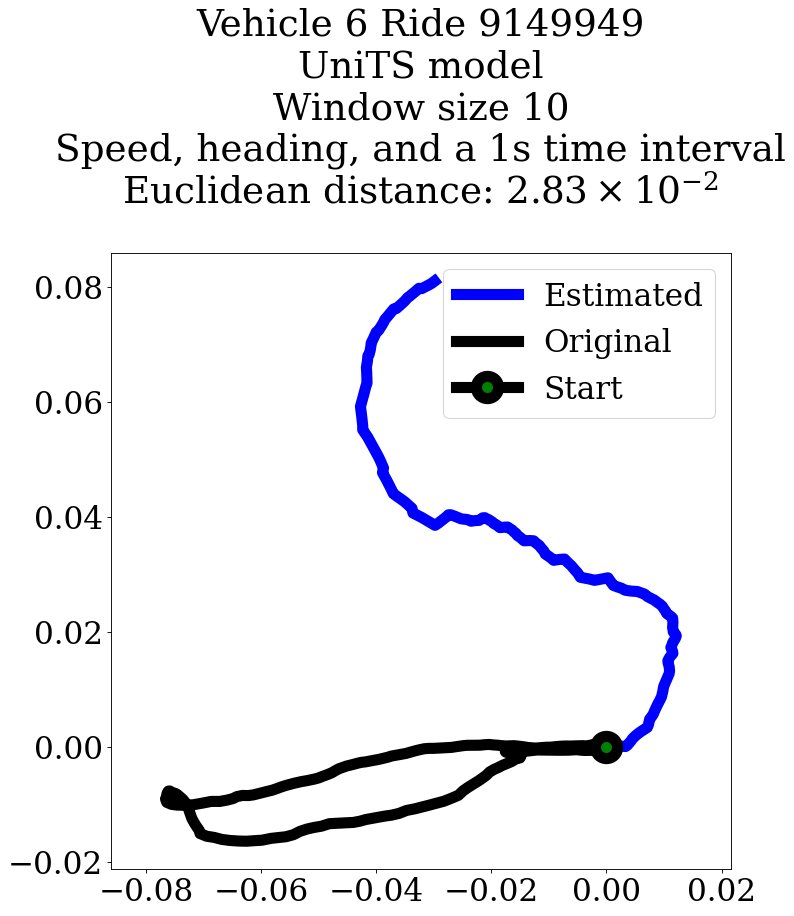 Vehicle 6 Ride 9149949
UniTS model
Window size 10
Speed, heading, and a 1s time interval
Euclidean distance: 2.83 × 10⁻²
Estimated
Original
Start
0.08
0.06
0.04
0.02
0.00
−0.02
−0.08 −0.06 −0.04 −0.02 0.00 0.02